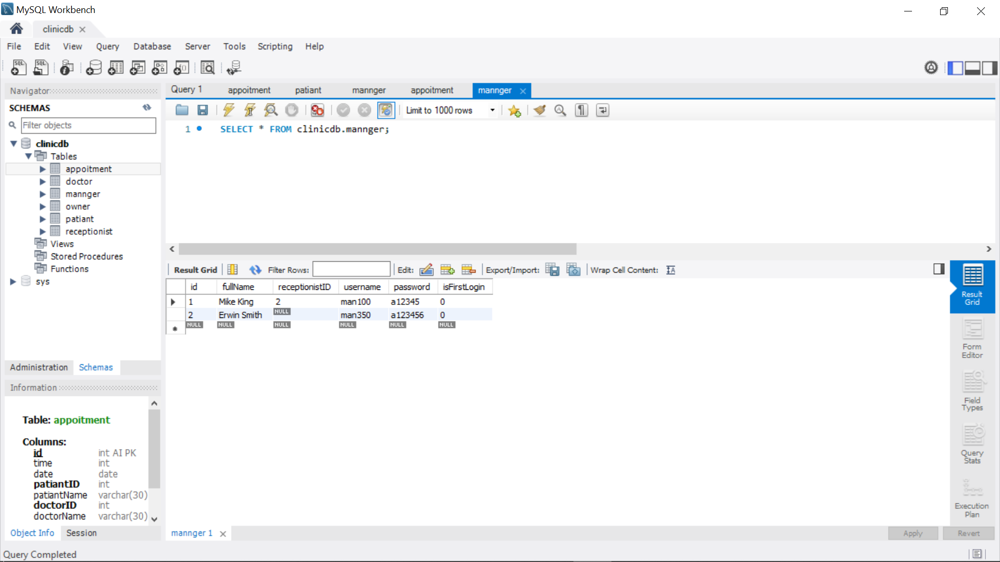 MySQL Workbench
clinicdb
File Edit View Query Database Server Tools Scripting Help
Navigator
SCHEMAS
Filter objects
clinicdb
Tables
appoitment
doctor
mannger
owner
patiant
receptionist
Views
Stored Procedures
Functions
sys
Administration Schemas
Information
Table: appoitment
Columns:
id int AI PK
time int
date date
patiantID int
patiantName varchar(30)
doctorID int
doctorName varchar(30)
Object Info Session
Query 1 appoitment patiant mannger appoitment mannger
Limit to 1000 rows
1 SELECT * FROM clinicdb.mannger;
Result Grid Filter Rows: Edit: Export/Import: Wrap Cell Content:
id fullName receptionistID username password isFirstLogin
1 Mike King 2 man100 a12345 0
2 Erwin Smith NULL man350 a123456 0
NULL NULL NULL NULL NULL NULL
Result
Grid
Form
Editor
Field
Types
Query
Stats
Execution
Plan
mannger 1
Apply Revert
Query Completed